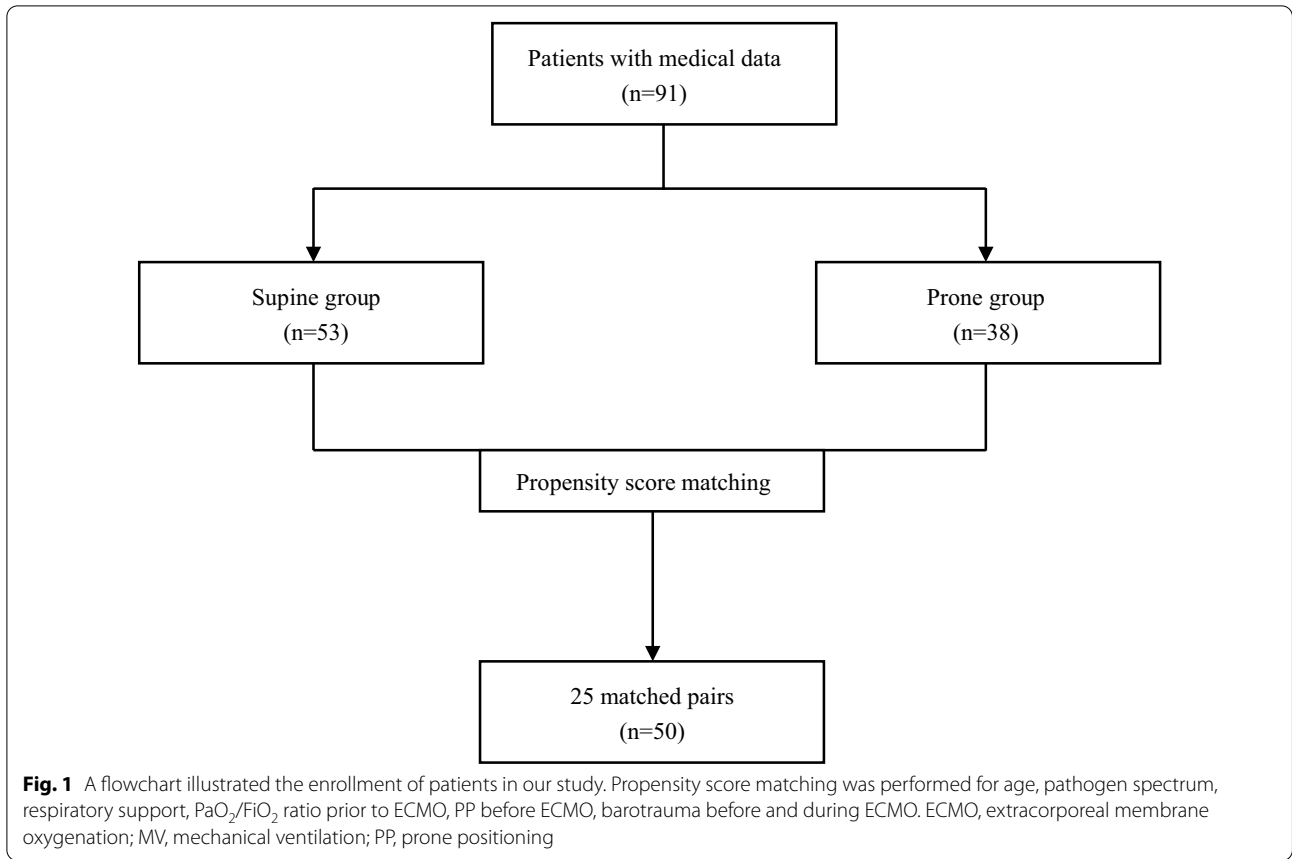 Patients with medical data
(n=91)
Supine group
(n=53)
Prone group
(n=38)
Propensity score matching
25 matched pairs
(n=50)
Fig. 1 A flowchart illustrated the enrollment of patients in our study. Propensity score matching was performed for age, pathogen spectrum,
respiratory support, PaO₂/FiO₂ ratio prior to ECMO, PP before ECMO, barotrauma before and during ECMO. ECMO, extracorporeal membrane
oxygenation; MV, mechanical ventilation; PP, prone positioning